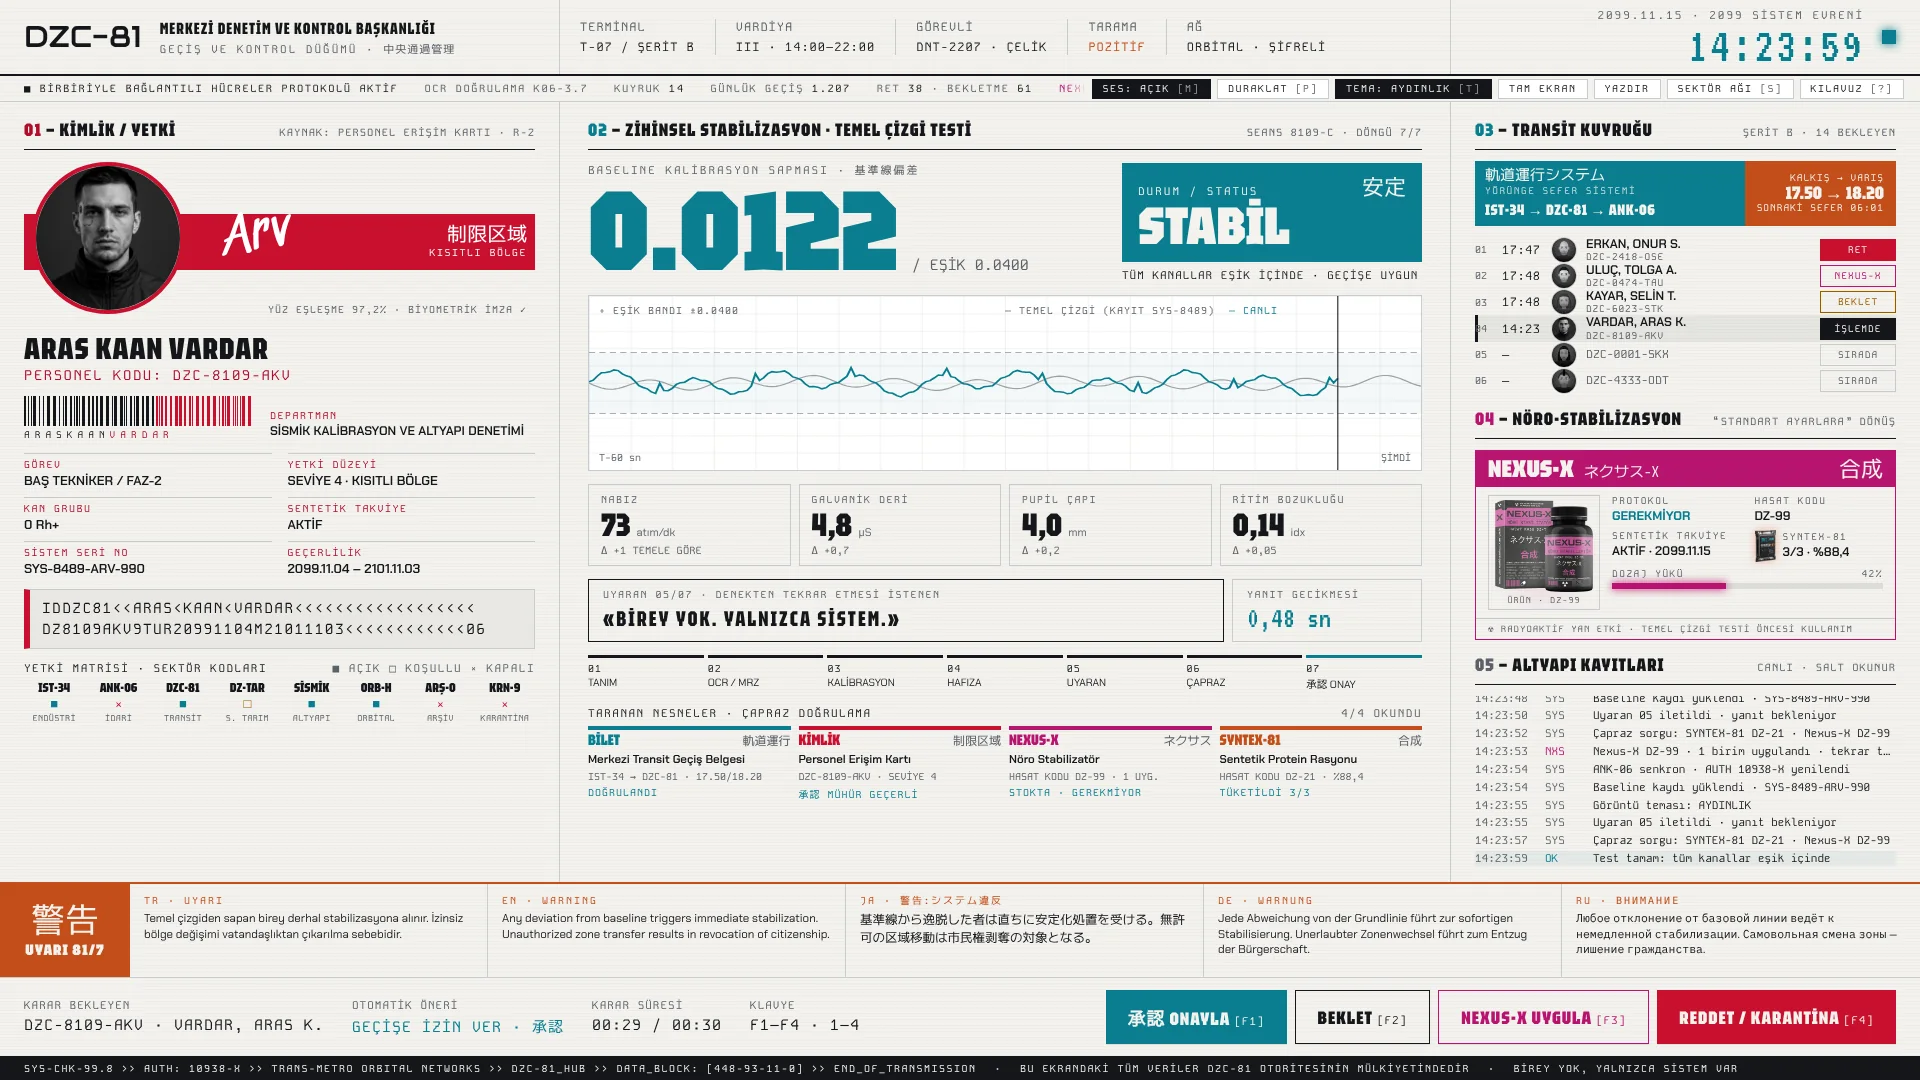 DZC-81
MERKEZİ DENETİM VE KONTROL BAŞKANLIĞI
GEÇİŞ VE KONTROL DÜĞÜMÜ · 中央通過管理
TERMİNAL
T-07 / ŞERİT B
VARDİYA
III · 14:00–22:00
GÖREVLİ
DNT-2207 · ÇELİK
TARAMA
POZİTİF
AĞ
ORBİTAL · ŞİFRELİ
2099.11.15 · 2099 SİSTEM EVRENİ
14:23:59
■ BİRBİRİYLE BAĞLANTILI HÜCRELER PROTOKOLÜ AKTİF
OCR DOĞRULAMA K06-3.7
KUYRUK 14
GÜNLÜK GEÇİŞ 1.207
RET 38 · BEKLETME 61
NEX
SES: AÇIK [M]
DURAKLAT [P]
TEMA: AYDINLIK [T]
TAM EKRAN
YAZDIR
SEKTÖR AĞI [S]
KILAVUZ [?]
01 – KİMLİK / YETKİ
KAYNAK: PERSONEL ERİŞİM KARTI · R-2
Arv
制限区域
KISITLI BÖLGE
YÜZ EŞLEŞME 97,2% · BİYOMETRİK İMZA ✓
ARAS KAAN VARDAR
PERSONEL KODU: DZC-8109-AKV
ARASKAANVARDAR
DEPARTMAN
SİSMİK KALİBRASYON VE ALTYAPI DENETİMİ
GÖREV
BAŞ TEKNİKER / FAZ-2
YETKİ DÜZEYİ
SEVİYE 4 · KISITLI BÖLGE
KAN GRUBU
0 Rh+
SENTETİK TAKVİYE
AKTİF
SİSTEM SERİ NO
SYS-8489-ARV-990
GEÇERLİLİK
2099.11.04 – 2101.11.03
IDDZC81<<ARAS<KAAN<VARDAR<<<<<<<<<<<<<<<<<<
DZ8109AKV9TUR20991104M21011103<<<<<<<<<<<<06
YETKİ MATRİSİ · SEKTÖR KODLARI
■ AÇIK □ KOŞULLU × KAPALI
IST-34
ANK-06
DZC-81
DZ-TAR
SİSMİK
ORB-H
ARŞ-0
KRN-9
■ × ■ □ ■ ■ × ×
ENDÜSTRİ
İDARİ
TRANSİT
S. TARIM
ALTYAPI
ORBİTAL
ARŞİV
KARANTİNA
02 – ZİHİNSEL STABİLİZASYON · TEMEL ÇİZGİ TESTİ
SEANS 8109-C · DÖNGÜ 7/7
BASELINE KALİBRASYON SAPMASI · 基準線偏差
0.0122
/ EŞİK 0.0400
DURUM / STATUS
安定
STABİL
TÜM KANALLAR EŞİK İÇİNDE · GEÇİŞE UYGUN
EŞİK BANDI ±0.0400
— TEMEL ÇİZGİ (KAYIT SYS-8489)
— CANLI
T-60 sn
ŞİMDİ
NABIZ
73 atım/dk
Δ +1 TEMELE GÖRE
GALVANİK DERİ
4,8 µS
Δ +0,7
PUPİL ÇAPI
4,0 mm
Δ +0,2
RİTİM BOZUKLUĞU
0,14 idx
Δ +0,05
UYARAN 05/07 · DENEKTEN TEKRAR ETMESİ İSTENEN
«BİREY YOK. YALNIZCA SİSTEM.»
YANIT GECİKMESİ
0,48 sn
01
TANIM
02
OCR / MRZ
03
KALİBRASYON
04
HAFIZA
05
UYARAN
06
ÇAPRAZ
07
承認 ONAY
TARANAN NESNELER · ÇAPRAZ DOĞRULAMA
4/4 OKUNDU
BİLET
軌道運行
Merkezi Transit Geçiş Belgesi
IST-34 → DZC-81 · 17.50/18.20
DOĞRULANDI
KİMLİK
制限区域
Personel Erişim Kartı
DZC-8109-AKV · SEVİYE 4
承認 MÜHÜR GEÇERLİ
NEXUS-X
ネクサス
Nöro Stabilizatör
HASAT KODU DZ-99 · 1 UYG.
STOKTA · GEREKMİYOR
SYNTEX-81
合成
Sentetik Protein Rasyonu
HASAT KODU DZ-21 · %88,4
TÜKETİLDİ 3/3
03 – TRANSİT KUYRUĞU
ŞERİT B · 14 BEKLEYEN
軌道運行システム
YÖRÜNGE SEFER SİSTEMİ
IST-34 → DZC-81 → ANK-06
KALKIŞ → VARIŞ
17.50 → 18.20
SONRAKİ SEFER 06:01
01 17:47 ERKAN, ONUR S.
DZC-2418-OSE
RET
02 17:48 ULUÇ, TOLGA A.
DZC-0474-TAU
NEXUS-X
03 17:48 KAYAR, SELİN T.
DZC-6023-STK
BEKLET
04 14:23 VARDAR, ARAS K.
DZC-8109-AKV
İŞLEMDE
05 — DZC-0001-SKX
SIRADA
06 — DZC-4333-ODT
SIRADA
04 – NÖRO-STABİLİZASYON
"STANDART AYARLARA" DÖNÜŞ
NEXUS-X ネクサス-X
合成
NEXUS-X
ネクサス-X
合成
NEXUS-X
合成
ÜRÜN · DZ-99
PROTOKOL
GEREKMİYOR
HASAT KODU
DZ-99
SENTETİK TAKVİYE
AKTİF · 2099.11.15
SYNTEX-81
3/3 · %88,4
DOZAJ YÜKÜ
42%
☢ RADYOAKTİF YAN ETKİ · TEMEL ÇİZGİ TESTİ ÖNCESİ KULLANIM
05 – ALTYAPI KAYITLARI
CANLI · SALT OKUNUR
14:23:48 SYS Baseline kaydı yüklendi · SYS-8489-ARV-990
14:23:50 SYS Uyaran 05 iletildi · yanıt bekleniyor
14:23:52 SYS Çapraz sorgu: SYNTEX-81 DZ-21 · Nexus-X DZ-99
14:23:53 NXS Nexus-X DZ-99 · 1 birim uygulandı · tekrar t…
14:23:54 SYS ANK-06 senkron · AUTH 10938-X yenilendi
14:23:54 SYS Baseline kaydı yüklendi · SYS-8489-ARV-990
14:23:55 SYS Görüntü teması: AYDINLIK
14:23:55 SYS Uyaran 05 iletildi · yanıt bekleniyor
14:23:57 SYS Çapraz sorgu: SYNTEX-81 DZ-21 · Nexus-X DZ-99
14:23:59 OK Test tamam: tüm kanallar eşik içinde
警告
UYARI 81/7
TR · UYARI
Temel çizgiden sapan birey derhal stabilizasyona alınır. İzinsiz
bölge değişimi vatandaşlıktan çıkarılma sebebidir.
EN · WARNING
Any deviation from baseline triggers immediate stabilization.
Unauthorized zone transfer results in revocation of citizenship.
JA · 警告:システム違反
基準線から逸脱した者は直ちに安定化処置を受ける。無許
可の区域移動は市民権剥奪の対象となる。
DE · WARNUNG
Jede Abweichung von der Grundlinie führt zur sofortigen
Stabilisierung. Unerlaubter Zonenwechsel führt zum Entzug
der Bürgerschaft.
RU · ВНИМАНИЕ
Любое отклонение от базовой линии ведёт к
немедленной стабилизации. Самовольная смена зоны —
лишение гражданства.
KARAR BEKLEYEN
DZC-8109-AKV · VARDAR, ARAS K.
OTOMATİK ÖNERİ
GEÇİŞE İZİN VER · 承認
KARAR SÜRESİ
00:29 / 00:30
KLAVYE
F1–F4 · 1–4
承認 ONAYLA [F1]
BEKLET [F2]
NEXUS-X UYGULA [F3]
REDDET / KARANTİNA [F4]
SYS-CHK-99.8 >> AUTH: 10938-X >> TRANS-METRO ORBITAL NETWORKS >> DZC-81_HUB >> DATA_BLOCK: [448-93-11-0] >> END_OF_TRANSMISSION · BU EKRANDAKİ TÜM VERİLER DZC-81 OTORİTESİNİN MÜLKİYETİNDEDİR · BİREY YOK, YALNIZCA SİSTEM VAR